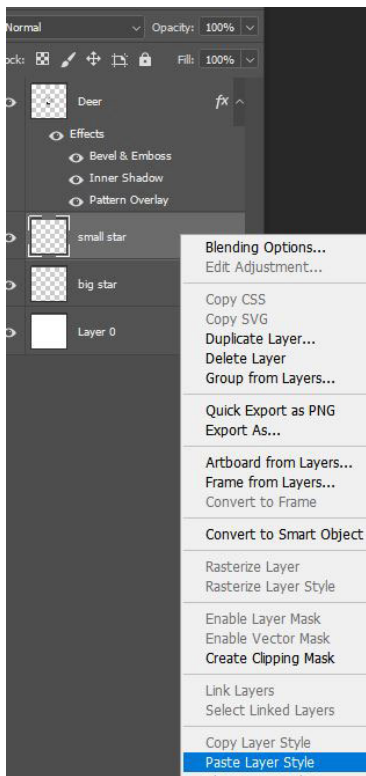 Normal Opacity: 100%
ock: Fill: 100%
Deer fx
Effects
Bevel & Emboss
Inner Shadow
Pattern Overlay
small star
big star
Layer 0
Blending Options...
Edit Adjustment...
Copy CSS
Copy SVG
Duplicate Layer...
Delete Layer
Group from Layers...
Quick Export as PNG
Export As...
Artboard from Layers...
Frame from Layers...
Convert to Frame
Convert to Smart Object
Rasterize Layer
Rasterize Layer Style
Enable Layer Mask
Enable Vector Mask
Create Clipping Mask
Link Layers
Select Linked Layers
Copy Layer Style
Paste Layer Style